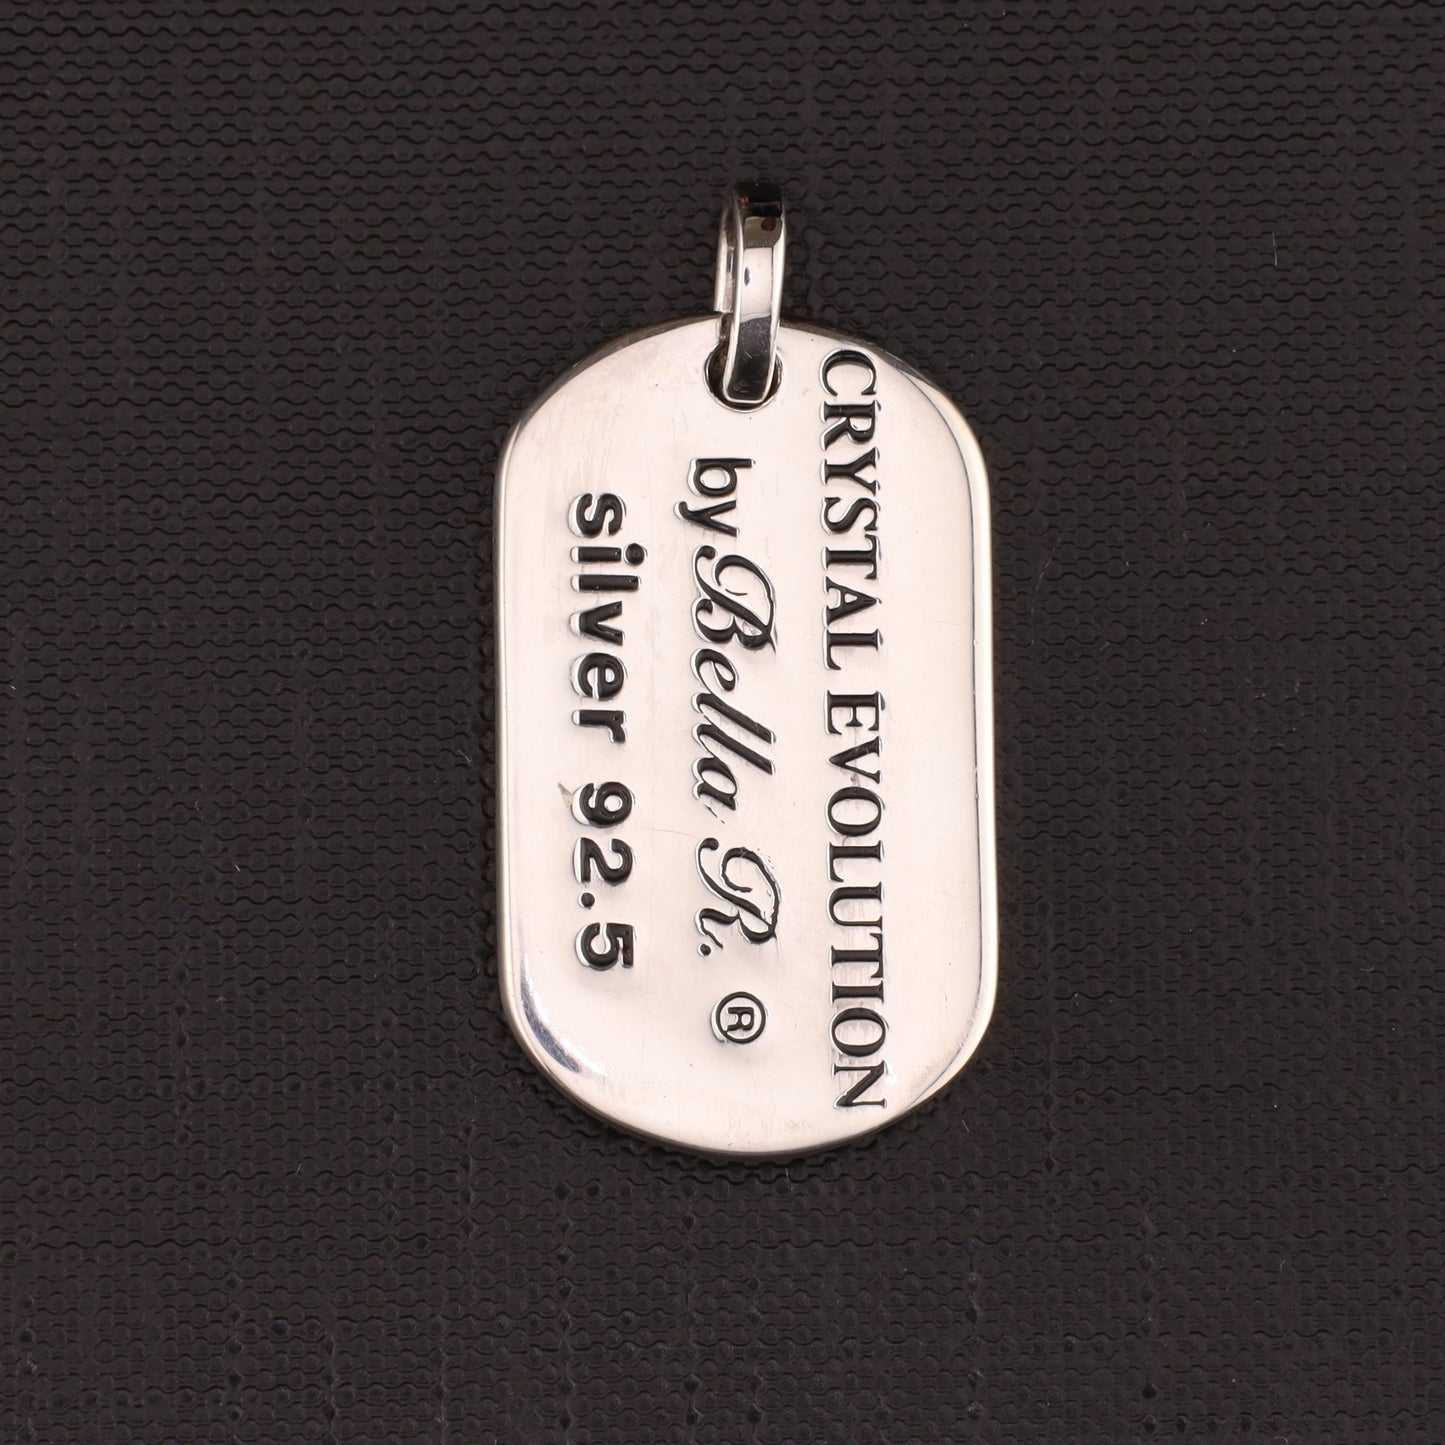 CRYSTAL EVOLUTION
by Bella R. ®
silver 92.5